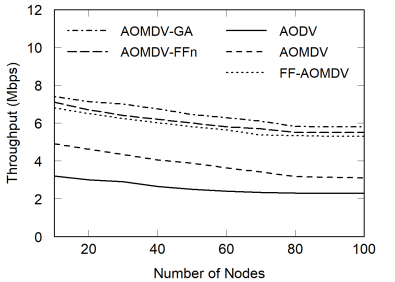 12
10
8
6
4
2
0
Throughput (Mbps)
AOMDV-GA
AOMDV-FFn
AODV
AOMDV
FF-AOMDV
20 40 60 80 100
Number of Nodes